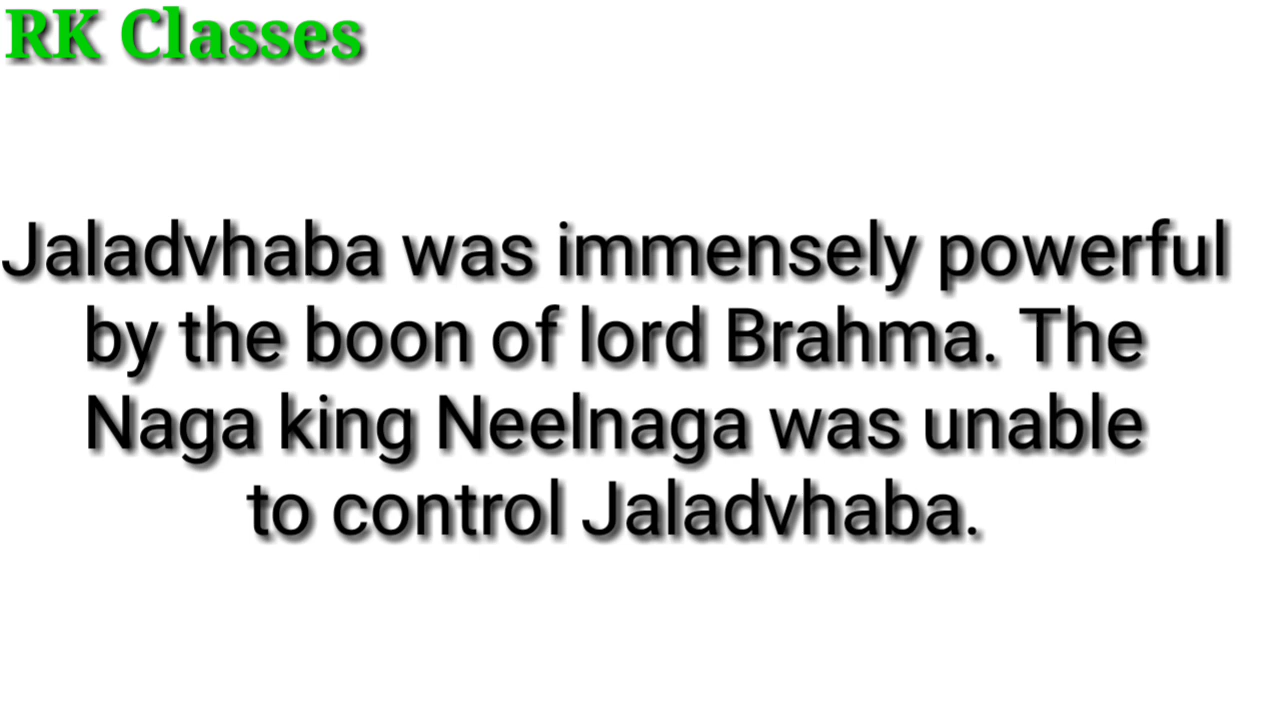 RK Classes
Jaladvhaba was immensely powerful
by the boon of lord Brahma. The
Naga king Neelnaga was unable
to control Jaladvhaba.